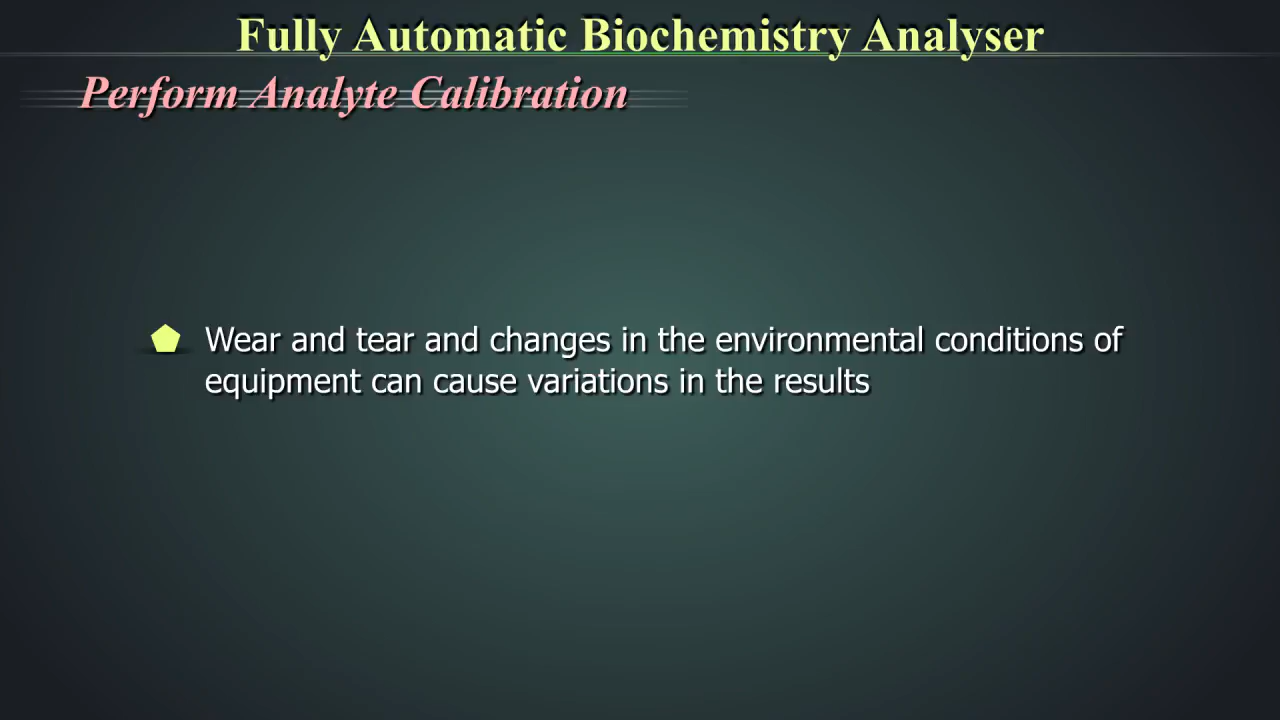 Fully Automatic Biochemistry Analyser
Perform Analyte Calibration
Wear and tear and changes in the environmental conditions of
equipment can cause variations in the results